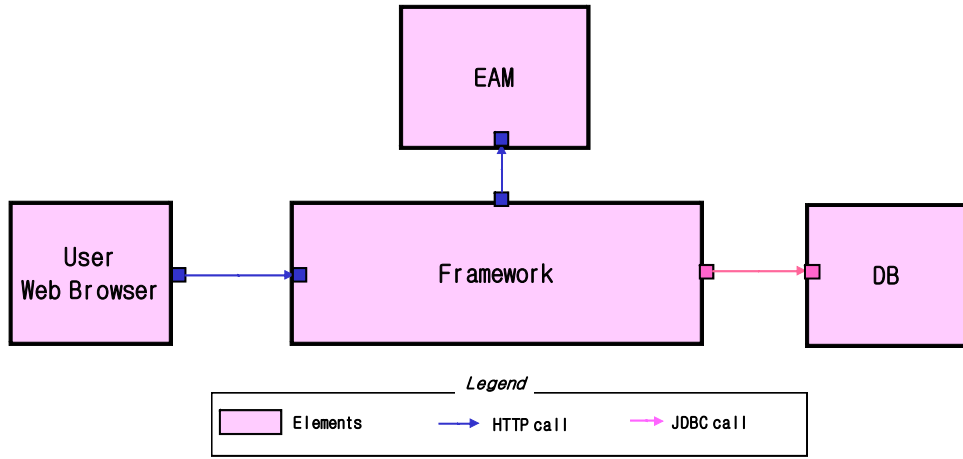 EAM
User
Web Browser
Framework
DB
Legend
Elements
HTTP call
JDBC call